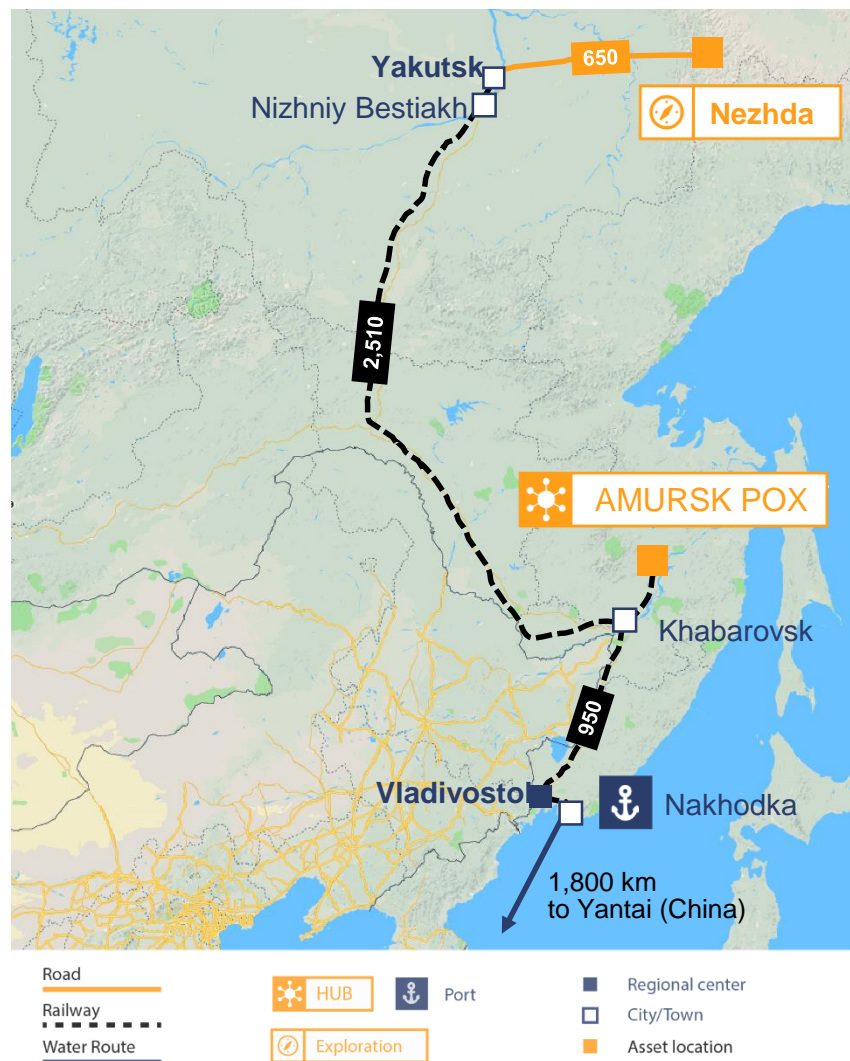 650
Yakutsk
Nizhniy Bestiakh
Nezhda
2,510
AMURSK POX
Khabarovsk
950
Vladivosto
Nakhodka
1,800 km
to Yantai (China)
Road
Railway
Water Route
HUB
Exploration
Port
Regional center
City/Town
Asset location